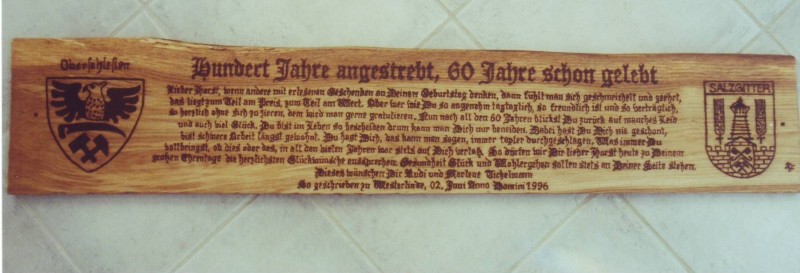 Oberschlesien
Hundert Jahre angestrebt, 60 Jahre schon gelebt
SALZGITTER
Lieber Horst, wenn andere mit erlesenen Geschenken an Deinem Geburtstag denken, dann fühlt man sich geschmeichelt und geehrt,
das liegt zum Teil am Preis, zum Teil am Wert. Aber wer wie Du so angenehm tagtäglich, so freundlich ist und so verträglich,
so herzlich ohne sich zu zieren, dem wird man gerne gratulieren. Nun nach all den 60 Jahren blickst Du zurück auf manches Leid
und auch viel Glück. Du bist im Leben so bescheiden drum kann man Dich nur beneiden. Dabei hast Du Dich nie geschont,
bist schwere Arbeit längst gewohnt. Du hast Dich, das kann man sagen, immer tapfer durchgeschlagen. Was immer Du
vollbringst, ob dies oder das, in all den vielen Jahren war stets auf Dich verlaß. So dürfen wir Dir lieber Horst heute zu Deinem
großen Ehrentage die herzlichsten Glückwünsche aussprechen. Gesundheit Glück und Wohlergehen sollen stets an Deiner Seite stehen.
Dieses wünschen Dir Rudi und Marlene
So geschrieben zu Westerlinde, 02. Juni Anno Domini 1996